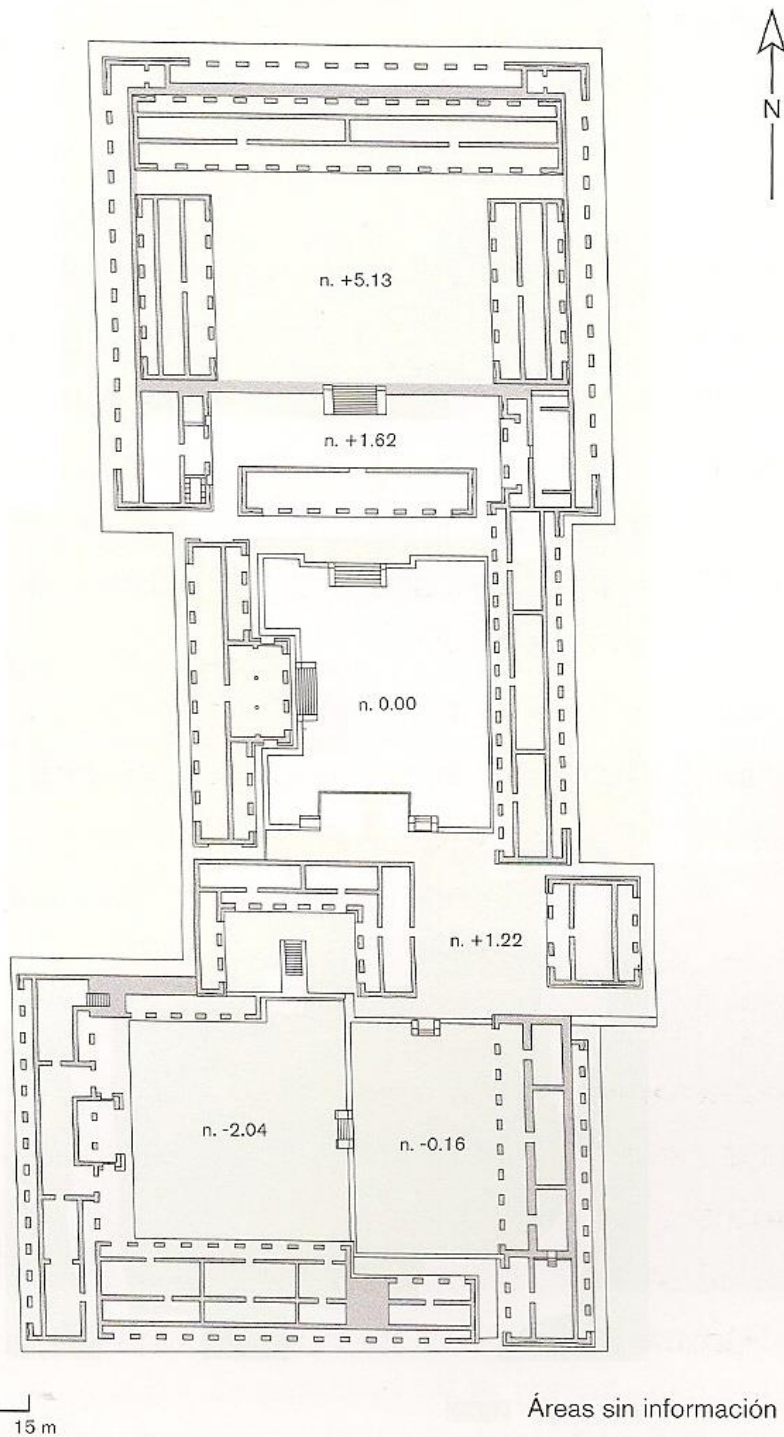 N
n. +5.13
n. +1.62
n. 0.00
n. +1.22
n. -2.04
n. -0.16
15 m
Áreas sin información